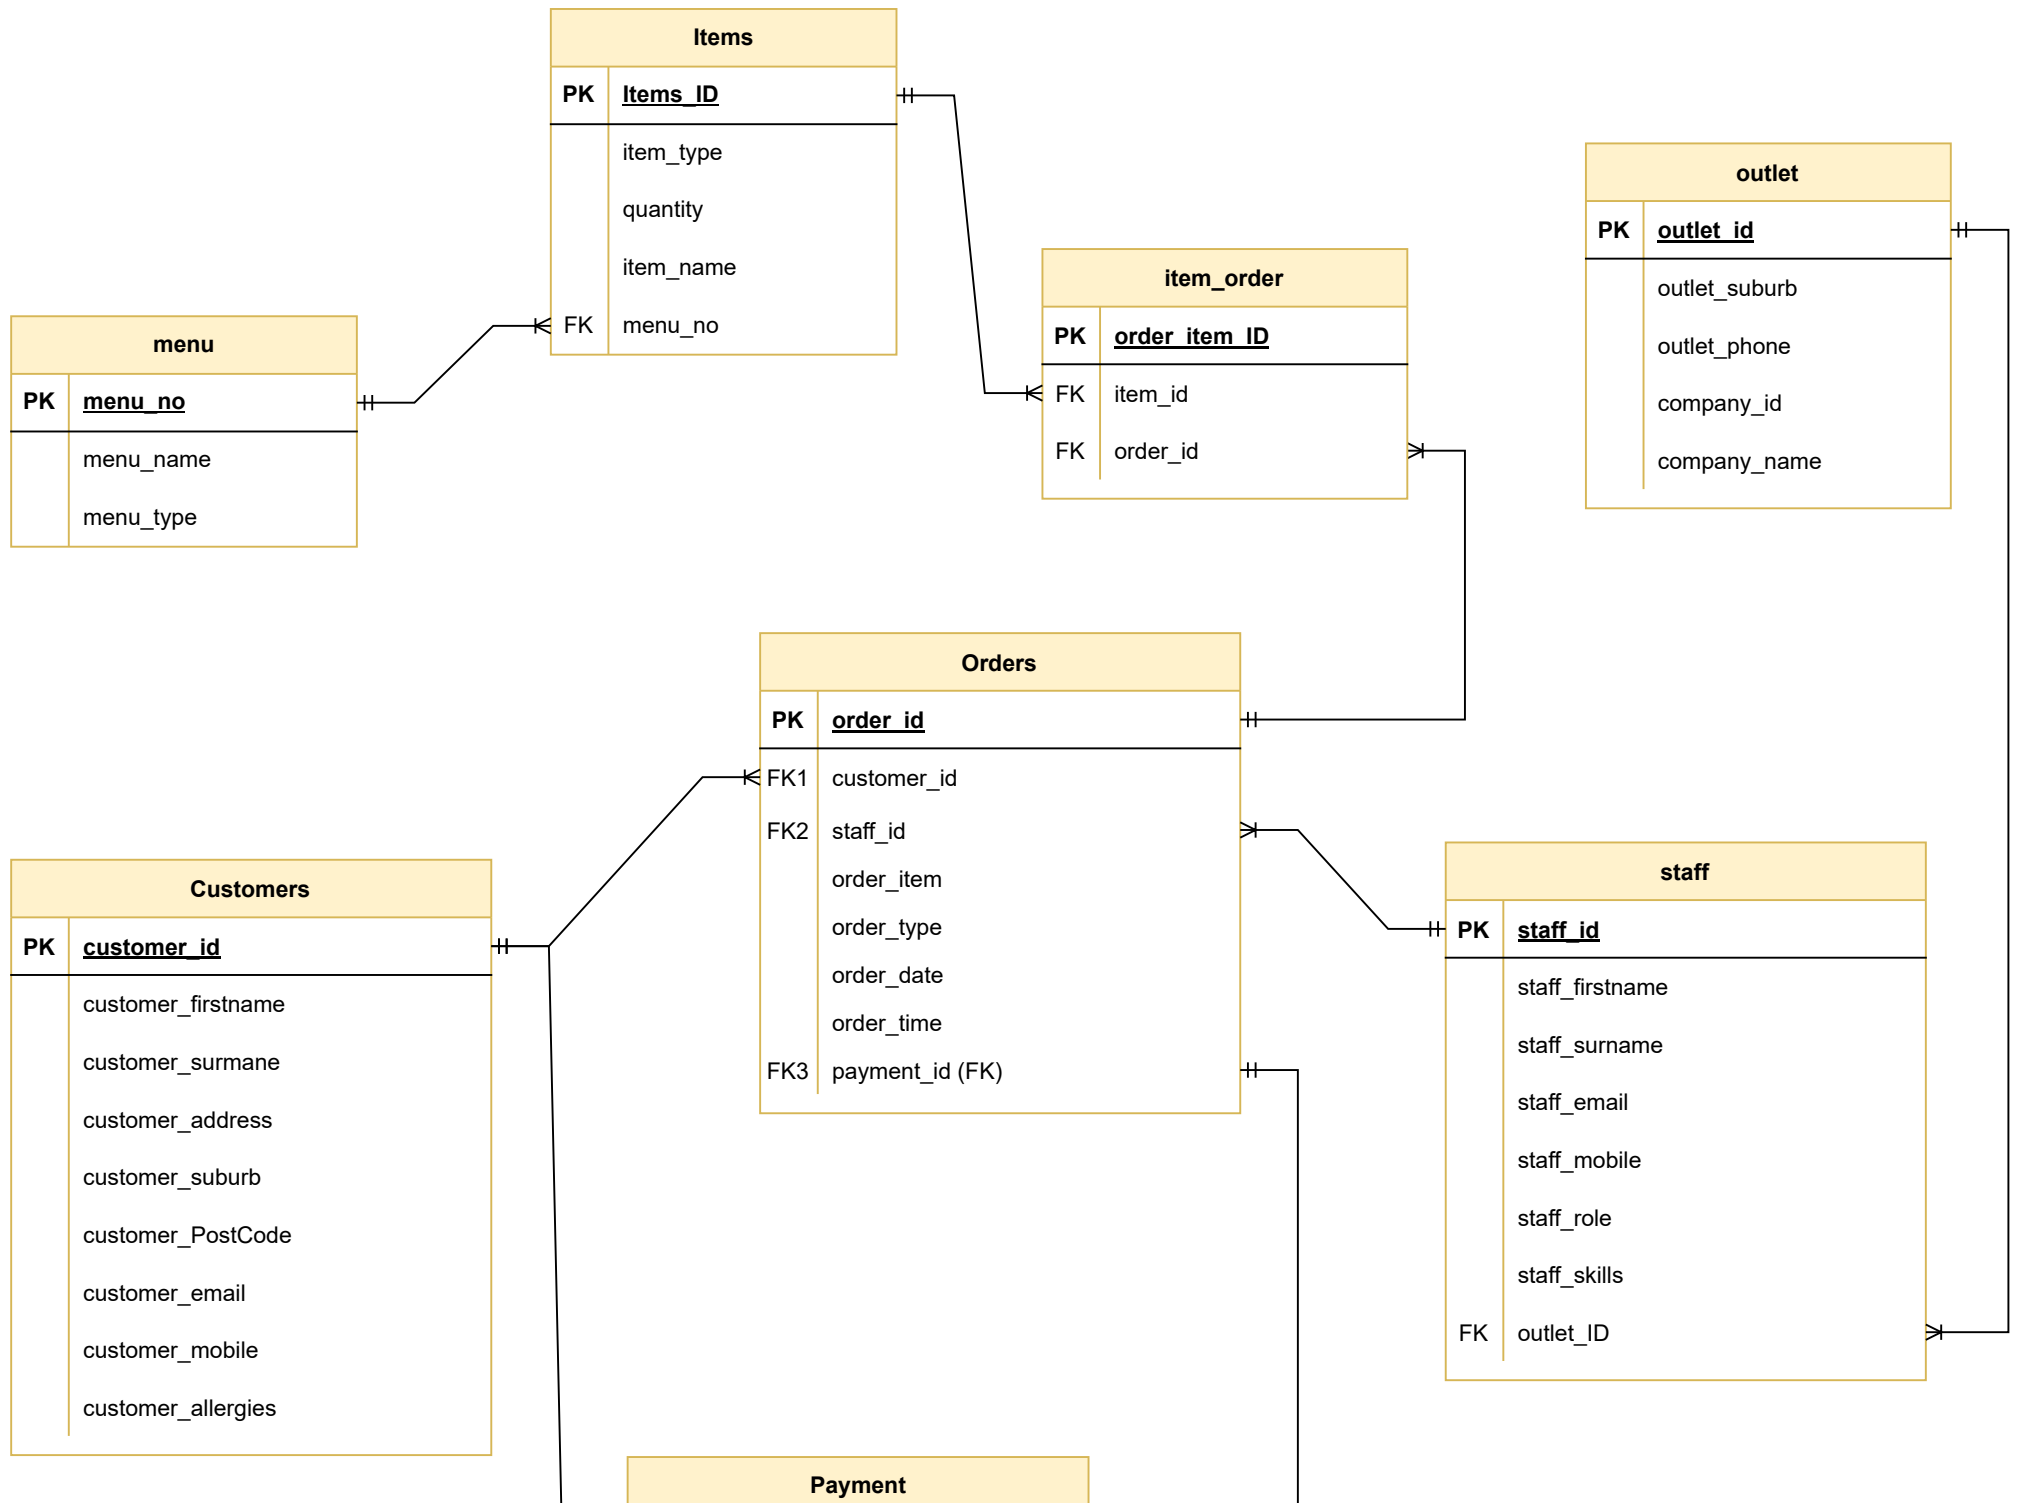 Items
PK Items_ID
item_type
quantity
item_name
FK menu_no
menu
PK menu_no
menu_name
menu_type
item_order
PK order_item_ID
FK item_id
FK order_id
outlet
PK outlet_id
outlet_suburb
outlet_phone
company_id
company_name
Orders
PK order_id
FK1 customer_id
FK2 staff_id
order_item
order_type
order_date
order_time
FK3 payment_id (FK)
Customers
PK customer_id
customer_firstname
customer_surmane
customer_address
customer_suburb
customer_PostCode
customer_email
customer_mobile
customer_allergies
staff
PK staff_id
staff_firstname
staff_surname
staff_email
staff_mobile
staff_role
staff_skills
FK outlet_ID
Payment